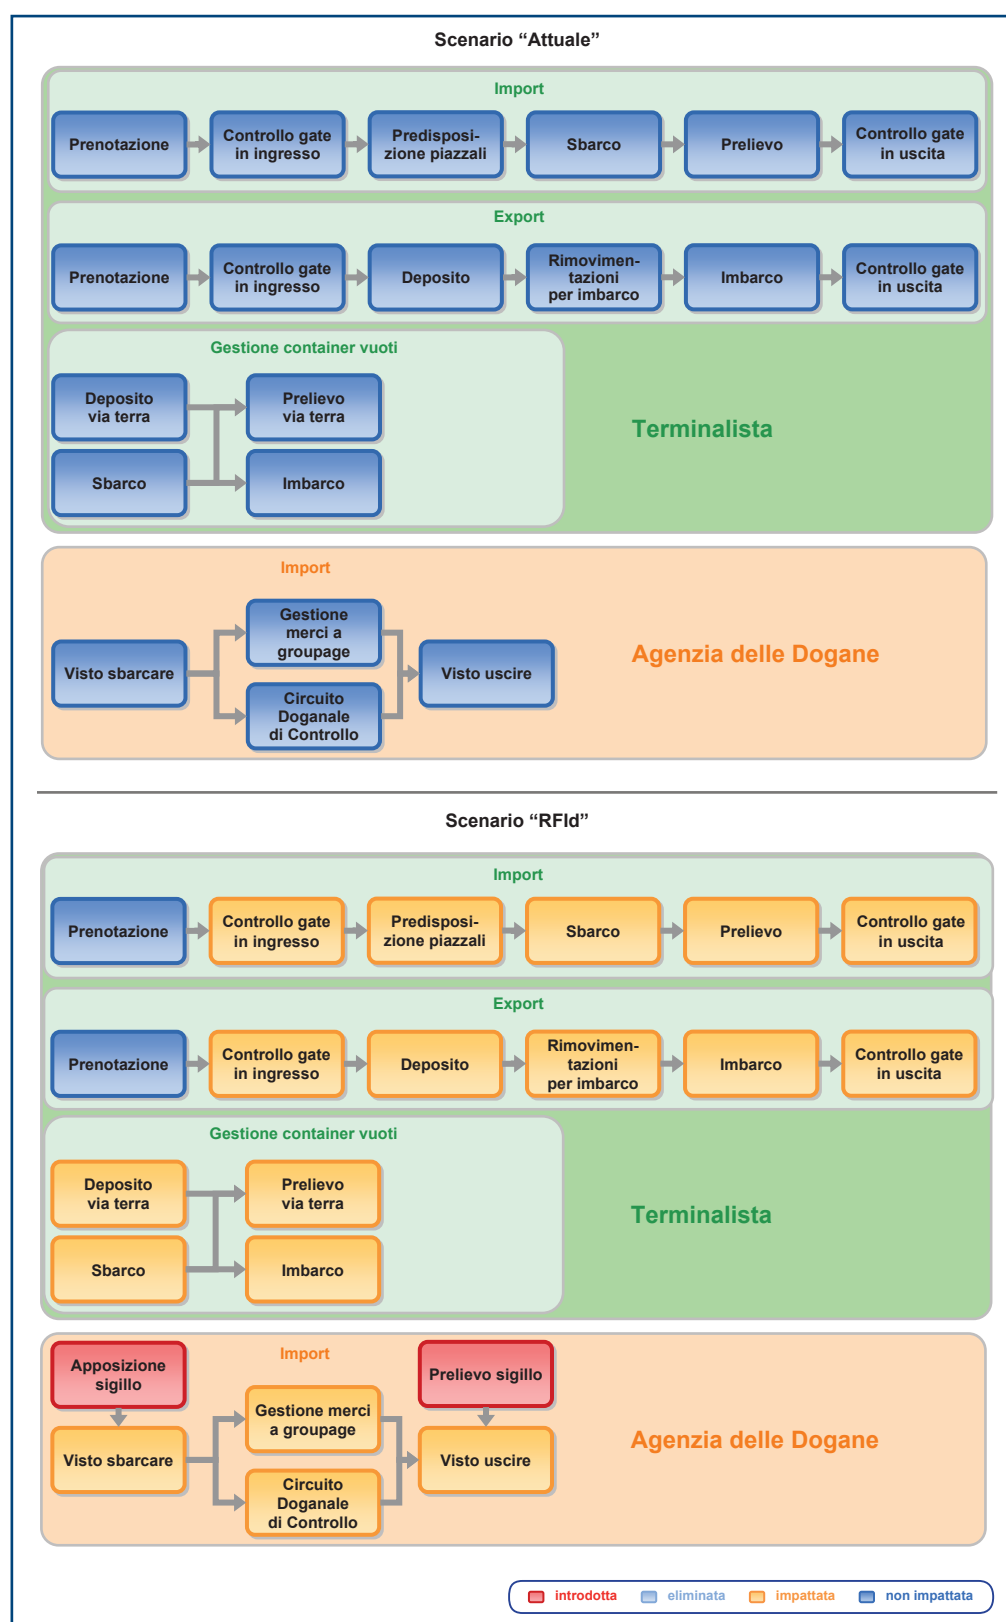 Scenario “Attuale”
Import
Prenotazione
Controllo gate
in ingresso
Predisposi-
zione piazzali
Sbarco
Prelievo
Controllo gate
in uscita
Export
Prenotazione
Controllo gate
in ingresso
Deposito
Rimovimen-
tazioni
per imbarco
Imbarco
Controllo gate
in uscita
Gestione container vuoti
Deposito
via terra
Prelievo
via terra
Sbarco
Imbarco
Terminalista
Import
Visto sbarcare
Gestione
merci a
groupage
Circuito
Doganale
di Controllo
Visto uscire
Agenzia delle Dogane
Scenario “RFId”
Import
Prenotazione
Controllo gate
in ingresso
Predisposi-
zione piazzali
Sbarco
Prelievo
Controllo gate
in uscita
Export
Prenotazione
Controllo gate
in ingresso
Deposito
Rimovimen-
tazioni
per imbarco
Imbarco
Controllo gate
in uscita
Gestione container vuoti
Deposito
via terra
Prelievo
via terra
Sbarco
Imbarco
Terminalista
Apposizione
sigillo
Import
Prelievo sigillo
Visto sbarcare
Gestione merci
a groupage
Circuito
Doganale
di Controllo
Visto uscire
Agenzia delle Dogane
introdotta
eliminata
impattata
non impattata